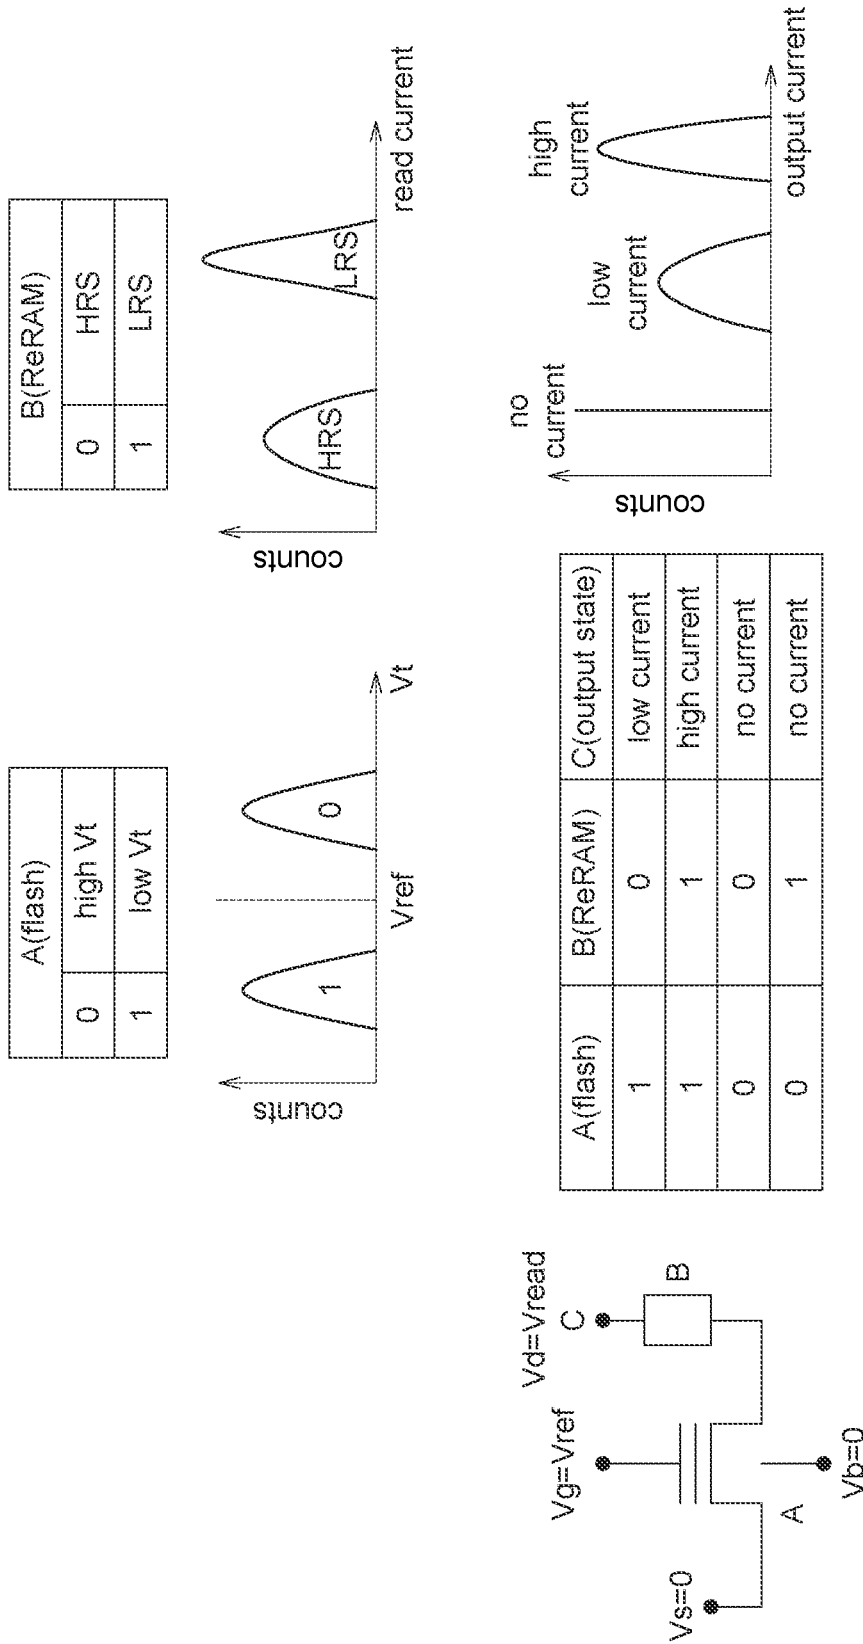 A(flash)
0 high Vt
1 low Vt
counts
1
0
Vref
Vt
B(ReRAM)
0 HRS
1 LRS
counts
HRS
LRS
read current
Vs=0
Vg=Vref
Vd=Vread
C
B
A
Vb=0
A(flash) B(ReRAM) C(output state)
1 0 low current
1 1 high current
0 0 no current
0 1 no current
counts
no
current
low
current
high
current
output current